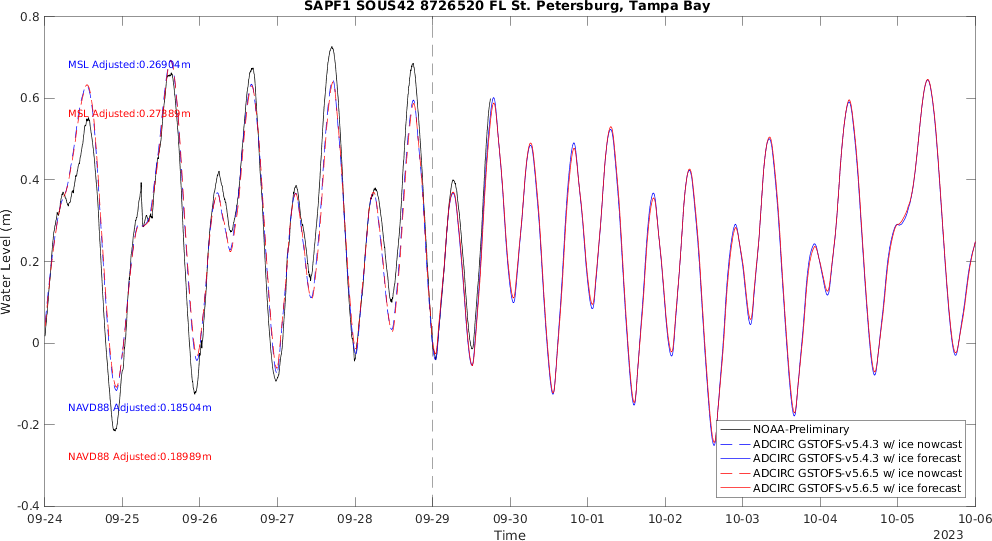 SAPF1 SOUS42 8726520 FL St. Petersburg, Tampa Bay
0.8
0.6
0.4
0.2
0
-0.2
-0.4
Water Level (m)
MSL Adjusted:0.26904m
MSL Adjusted:0.27389m
NAVD88 Adjusted:0.18504m
NAVD88 Adjusted:0.18989m
NOAA-Preliminary
ADCIRC GSTOFS-v5.4.3 w/ ice nowcast
ADCIRC GSTOFS-v5.4.3 w/ ice forecast
ADCIRC GSTOFS-v5.6.5 w/ ice nowcast
ADCIRC GSTOFS-v5.6.5 w/ ice forecast
09-24 09-25 09-26 09-27 09-28 09-29 09-30 10-01 10-02 10-03 10-04 10-05 10-06
Time
2023